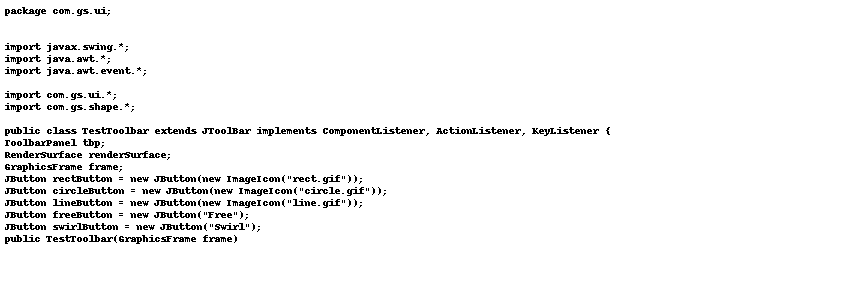 package com.gs.ui;
import javax.swing.*;
import java.awt.*;
import java.awt.event.*;
import com.gs.ui.*;
import com.gs.shape.*;
public class TestToolbar extends JToolBar implements ComponentListener, ActionListener, KeyListener {
ToolbarPanel tbp;
RenderSurface renderSurface;
GraphicsFrame frame;
JButton rectButton = new JButton(new ImageIcon("rect.gif"));
JButton circleButton = new JButton(new ImageIcon("circle.gif"));
JButton lineButton = new JButton(new ImageIcon("line.gif"));
JButton freeButton = new JButton("Free");
JButton swirlButton = new JButton("Swirl");
public TestToolbar(GraphicsFrame frame)